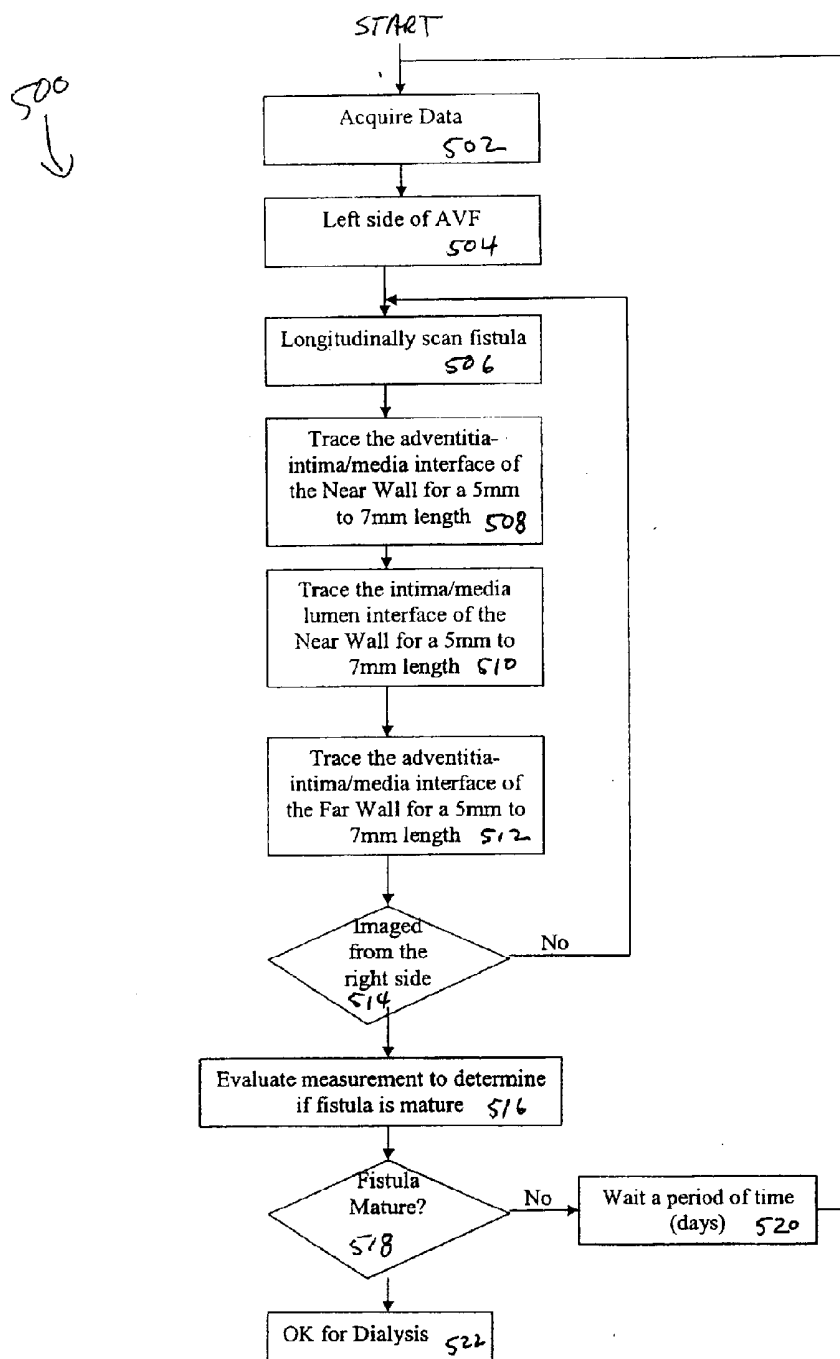 START
500
Acquire Data
502
Left side of AVF
504
Longitudinally scan fistula
506
Trace the adventitia-
intima/media interface of
the Near Wall for a 5mm
to 7mm length 508
Trace the intima/media
lumen interface of the
Near Wall for a 5mm to
7mm length 510
Trace the adventitia-
intima/media interface of
the Far Wall for a 5mm to
7mm length 512
Imaged
from the
right side
514
No
Evaluate measurement to determine
if fistula is mature 516
Fistula
Mature?
518
No
Wait a period of time
(days) 520
OK for Dialysis 522